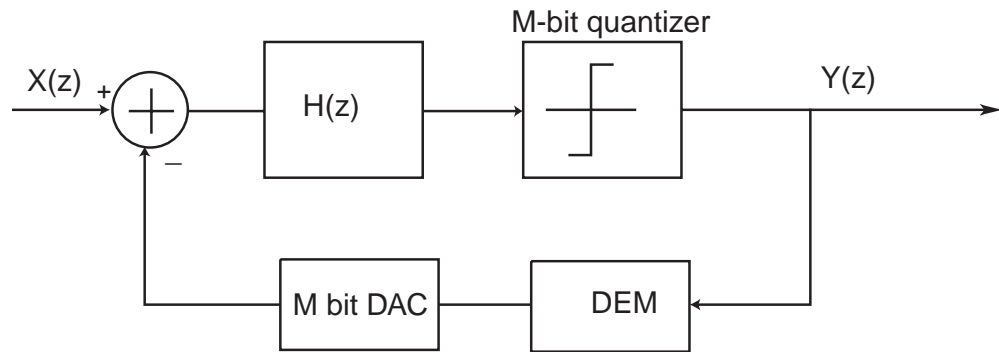 M-bit quantizer
X(z)
+
H(z)
Y(z)
−
M bit DAC
DEM